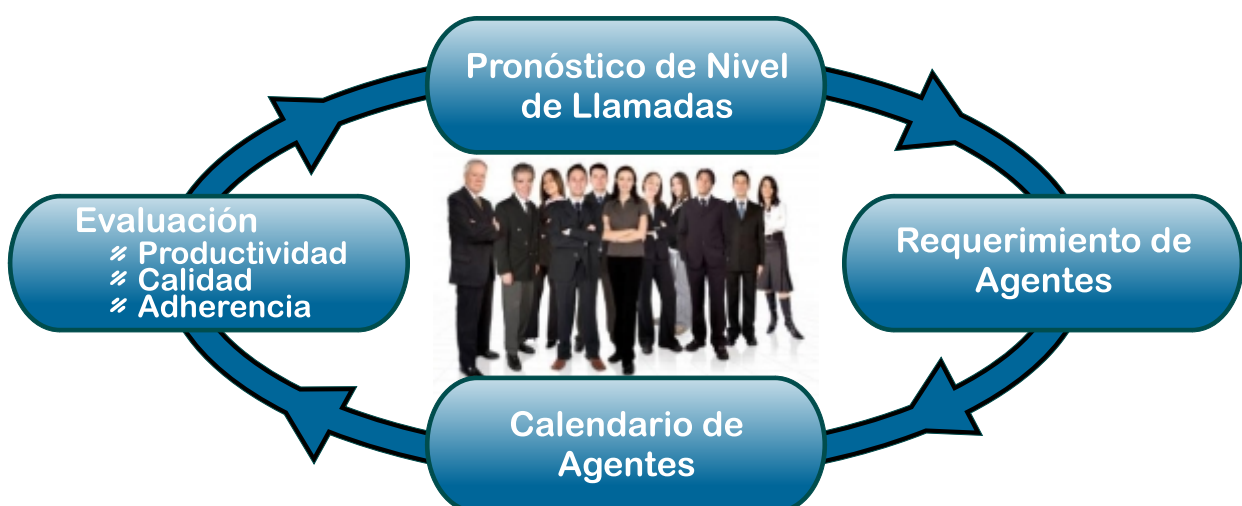 Pronóstico de Nivel
de Llamadas
Requerimiento de
Agentes
Calendario de
Agentes
Evaluación
Productividad
Calidad
Adherencia